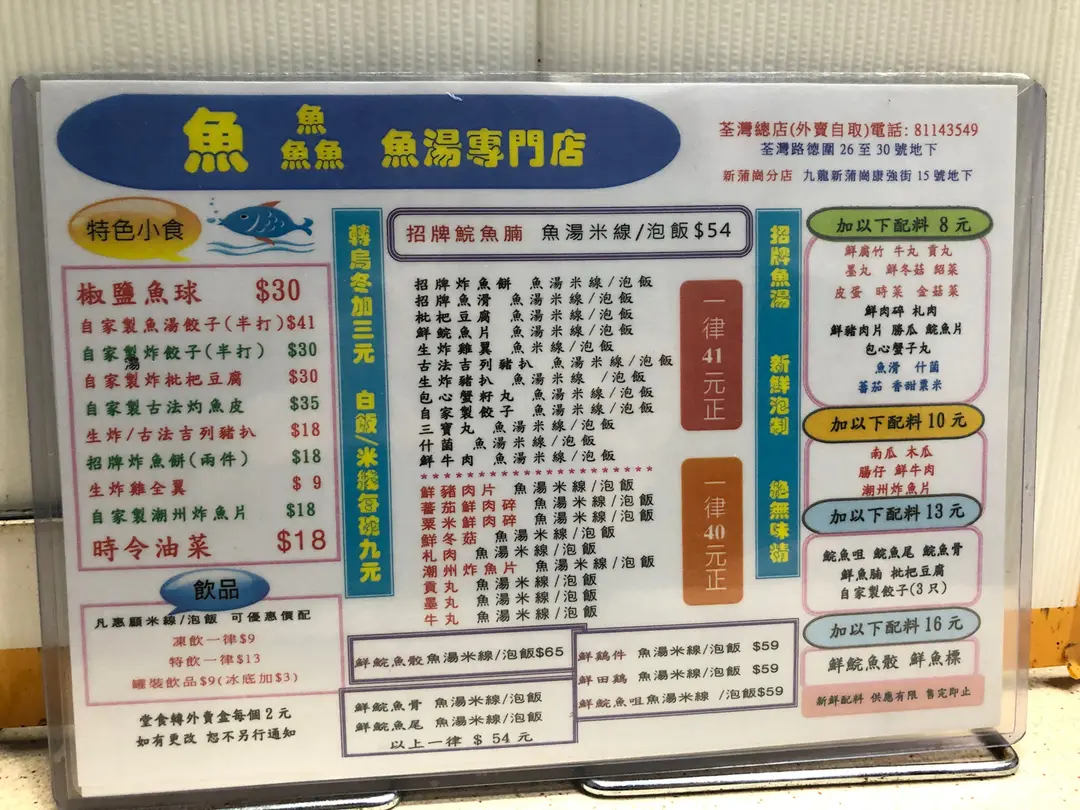 魚 魚魚魚 魚湯專門店
荃灣總店(外賣自取)電話: 81143549
荃灣路德圍 26 至 30 號地下
新蒲崗分店 九龍新蒲崗康強街 15 號地下
特色小食
椒鹽魚球 $30
自家製魚湯餃子(半打)$41
自家製炸餃子(半打) $30
湯
自家製炸枇杷豆腐 $30
自家製古法灼魚皮 $35
生炸/古法吉列豬扒 $18
招牌炸魚餅(兩件) $18
生炸雞全翼 $ 9
自家製潮州炸魚片 $18
時令油菜 $18
飲品
凡惠顧米線/泡飯 可優惠價配
凍飲一律$9
特飲一律$13
罐裝飲品$9(冰底加$3)
堂食轉外賣盒每個 2 元
如有更改 恕不另行通知
轉烏冬加三元 白飯/米綫每碗九元
招牌鯇魚腩 魚湯米線/泡飯$54
招牌炸魚餅 魚湯米線/泡飯
招牌魚滑 魚湯米線/泡飯
枇杷豆腐 魚湯米線/泡飯
鮮鯇魚片 魚湯米線/泡飯
生炸雞翼 魚米線/泡飯
古法吉列豬扒 魚湯米線/泡飯
生炸豬扒 魚湯米線 /泡飯
包心蟹籽丸 魚湯米線/泡飯
自家製餃子 魚湯米線/泡飯
三寶丸 魚湯米線/泡飯
什菌 魚湯米線/泡飯
鮮牛肉 魚湯米線/泡飯
一律 41 元正
鮮豬肉片 魚湯米線/泡飯
蕃茄鮮肉碎 魚湯米線/泡飯
粟米鮮肉碎 魚湯米線/泡飯
鮮冬菇 魚湯米線/泡飯
札肉 魚湯米線/泡飯
潮州炸魚片 魚湯米線/泡飯
貢丸 魚湯米線/泡飯
墨丸 魚湯米線/泡飯
牛丸 魚湯米線/泡飯
一律 40 元正
鮮鯇魚骰魚湯米線/泡飯$65
鮮鯇魚骨 魚湯米線/泡飯
鮮鯇魚尾 魚湯米線/泡飯
以上一律 $ 54 元
鮮鷄件 魚湯米線/泡飯 $59
鮮田鷄 魚湯米線/泡飯 $59
鮮鯇魚咀魚湯米線 /泡飯$59
招牌魚湯 新鮮泡制 絕無味精
加以下配料 8 元
鮮腐竹 牛丸 貢丸
墨丸 鮮冬菇 紹菜
皮蛋 時菜 金菇菜
鮮肉碎 札肉
鮮豬肉片 勝瓜 鯇魚片
包心蟹子丸
魚滑 什菌
蕃茄 香甜粟米
加以下配料 10 元
南瓜 木瓜
腸仔 鮮牛肉
潮州炸魚片
加以下配料 13 元
鯇魚咀 鯇魚尾 鯇魚骨
鮮魚腩 枇杷豆腐
自家製餃子(3 只)
加以下配料 16 元
鮮鯇魚骰 鮮魚標
新鮮配料 供應有限 售完即止